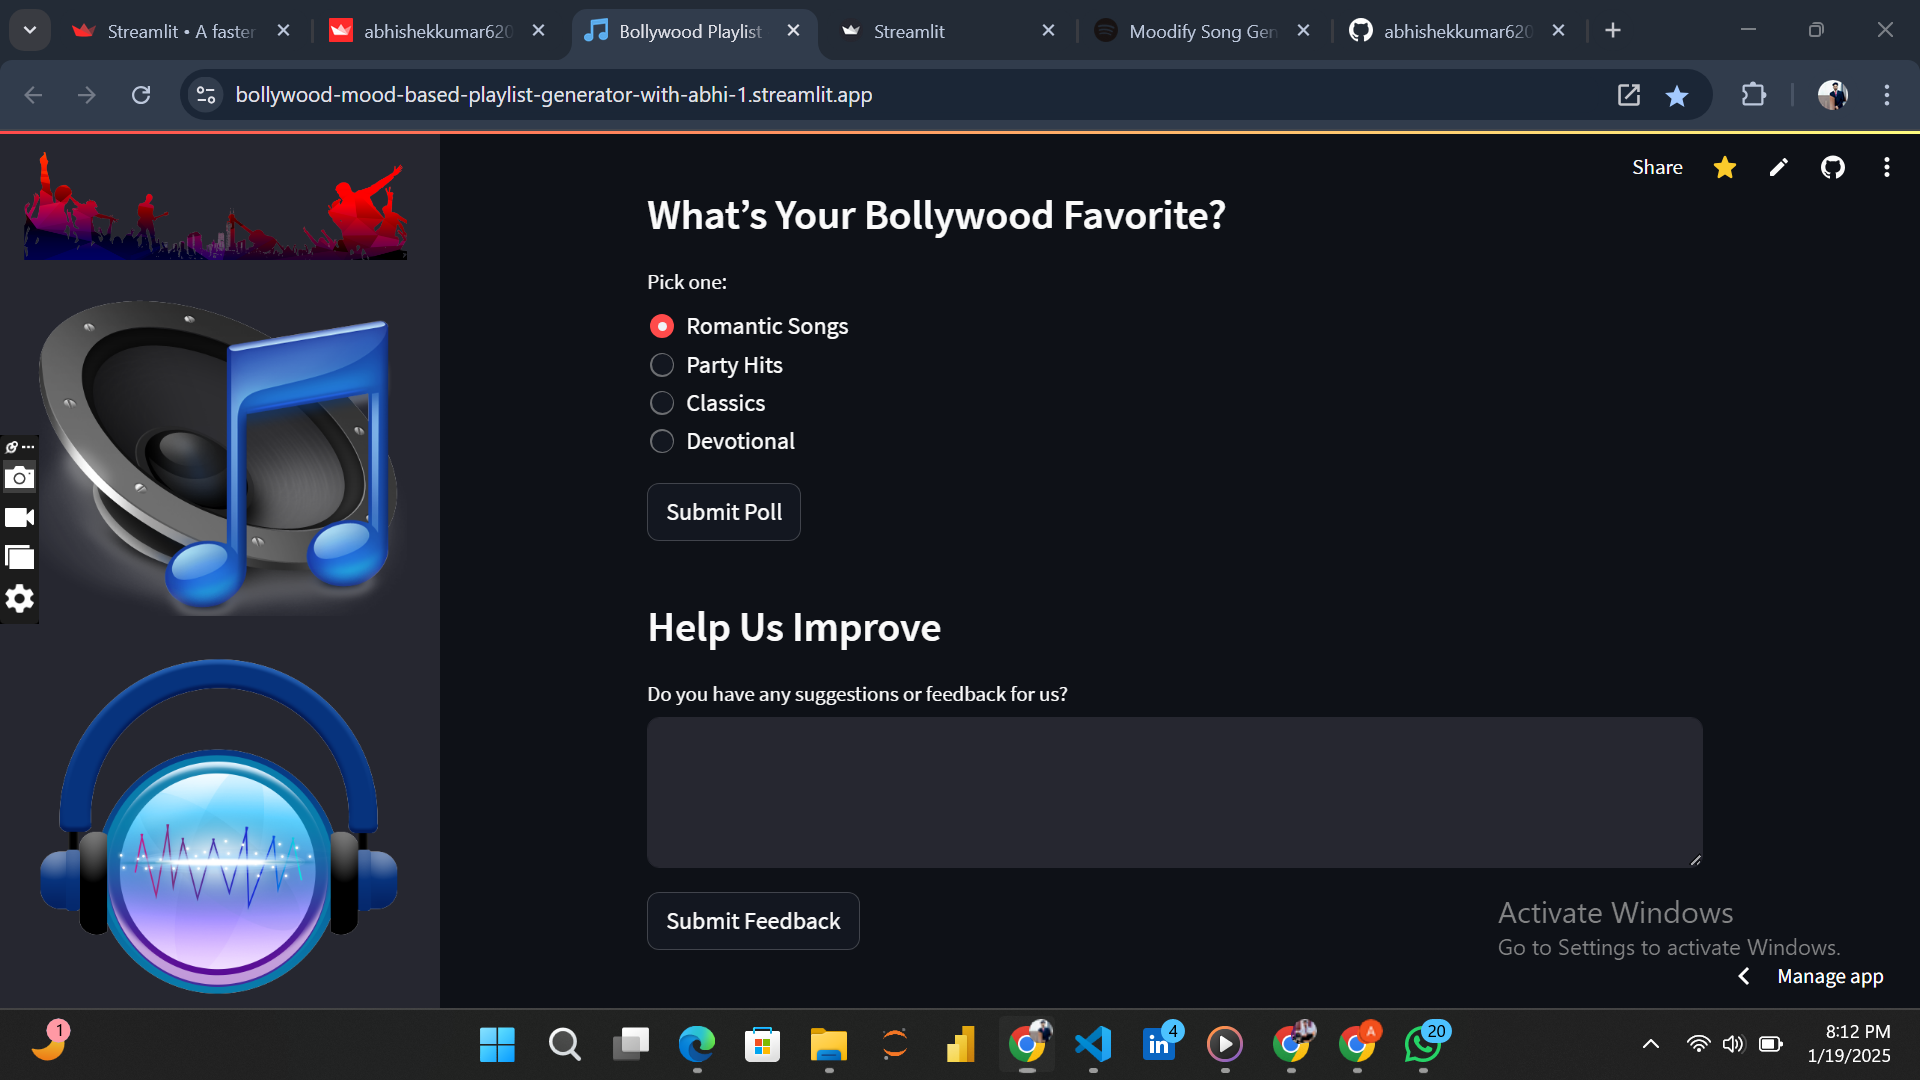 Streamlit • A faster
abhishekkumar620
Bollywood Playlist
Streamlit
Moodify Song Gen
abhishekkumar620
bollywood-mood-based-playlist-generator-with-abhi-1.streamlit.app
Share
What’s Your Bollywood Favorite?
Pick one:
Romantic Songs
Party Hits
Classics
Devotional
Submit Poll
Help Us Improve
Do you have any suggestions or feedback for us?
Submit Feedback
Activate Windows
Go to Settings to activate Windows.
Manage app
1
in
4
A
20
8:12 PM
1/19/2025